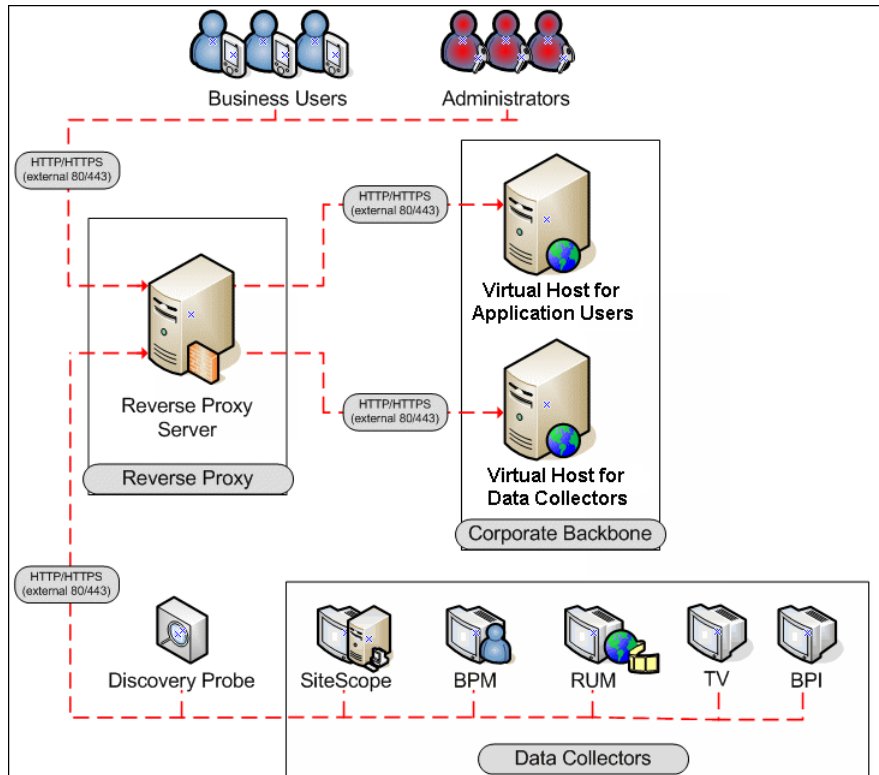 Business Users
Administrators
HTTP/HTTPS
(external 80/443)
HTTP/HTTPS
(external 80/443)
Virtual Host for
Application Users
Reverse Proxy
Server
Reverse Proxy
HTTP/HTTPS
(external 80/443)
Virtual Host for
Data Collectors
Corporate Backbone
HTTP/HTTPS
(external 80/443)
Discovery Probe
SiteScope
BPM
RUM
TV
BPI
Data Collectors